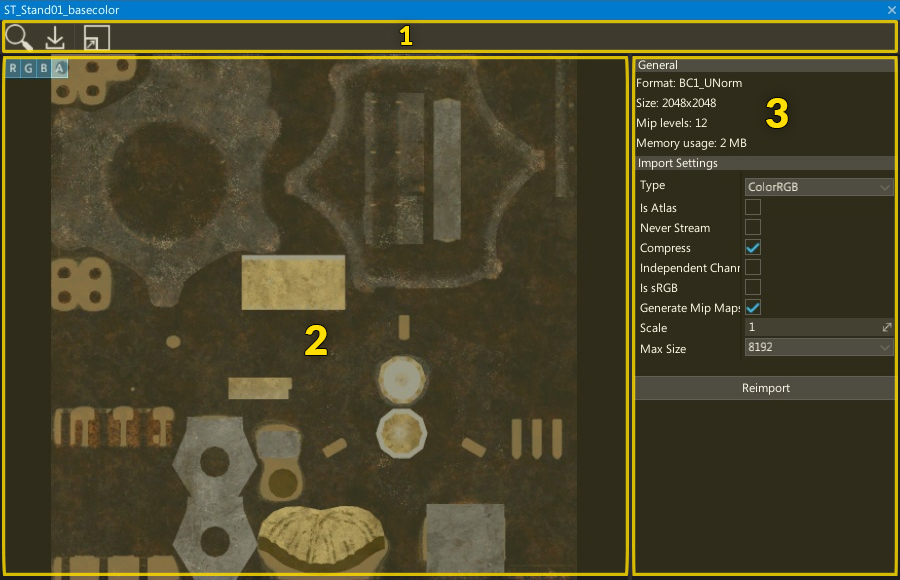 ST_Stand01_basecolor
1
R G B A
2
General
Format: BC1_UNorm
Size: 2048x2048
3
Mip levels: 12
Memory usage: 2 MB
Import Settings
Type ColorRGB
Is Atlas
Never Stream
Compress
Independent Chann
Is sRGB
Generate Mip Maps
Scale 1
Max Size 8192
Reimport